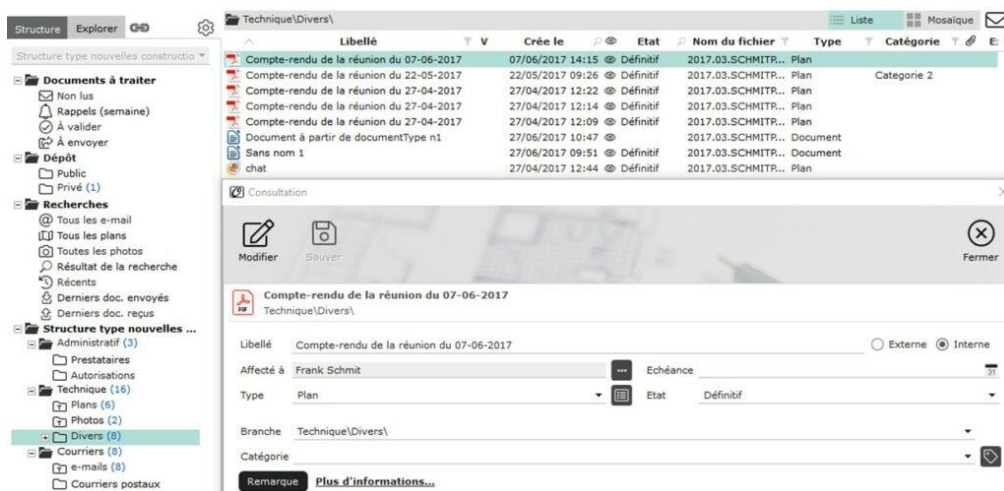 Structure Explorer
Structure type nouvelles constructio
Documents à traiter
Non lus
Rappels (semaine)
À valider
À envoyer
Dépôt
Public
Privé (1)
Recherches
Tous les e-mail
Tous les plans
Toutes les photos
Résultat de la recherche
Récents
Derniers doc. envoyés
Derniers doc. reçus
Structure type nouvelles ...
Administratif (3)
Prestataires
Autorisations
Technique (16)
Plans (6)
Photos (2)
Divers (8)
Courriers (8)
e-mails (8)
Courriers postaux
Technique\Divers\
Liste Mosaïque
Libellé V Crée le Etat Nom du fichier Type Catégorie E:
Compte-rendu de la réunion du 07-06-2017 07/06/2017 14:15 Définitif 2017.03.SCHMITP... Plan
Compte-rendu de la réunion du 22-05-2017 22/05/2017 09:26 Définitif 2017.03.SCHMITP... Plan Categorie 2
Compte-rendu de la réunion du 27-04-2017 27/04/2017 12:22 Définitif 2017.03.SCHMITP... Plan
Compte-rendu de la réunion du 27-04-2017 27/04/2017 12:14 Définitif 2017.03.SCHMITP... Plan
Compte-rendu de la réunion du 27-04-2017 27/04/2017 12:09 Définitif 2017.03.SCHMITP... Plan
Document à partir de documentType n1 27/06/2017 10:47 2017.03.SCHMITP... Document
Sans nom 1 27/06/2017 09:51 Définitif 2017.03.SCHMITP... Document
chat 27/04/2017 12:44 Définitif 2017.03.SCHMITP... Plan
Consultation
Modifier Sauver Fermer
PDF
Compte-rendu de la réunion du 07-06-2017
Technique\Divers\
Libellé Compte-rendu de la réunion du 07-06-2017 Externe Interne
Affecté à Frank Schmit ... Echéance 31
Type Plan Etat Définitif
Branche Technique\Divers\
Catégorie
Remarque Plus d'informations...